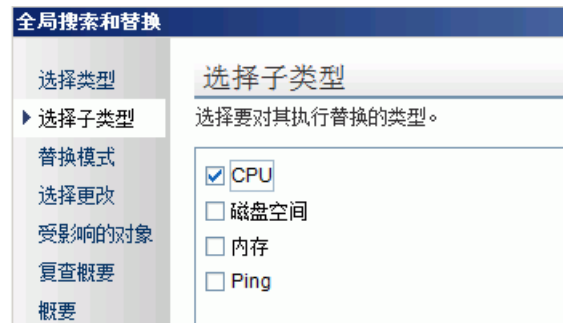 全局搜索和替换
选择类型
选择子类型
替换模式
选择更改
受影响的对象
复查概要
概要
选择子类型
选择要对其执行替换的类型。
CPU
磁盘空间
内存
Ping